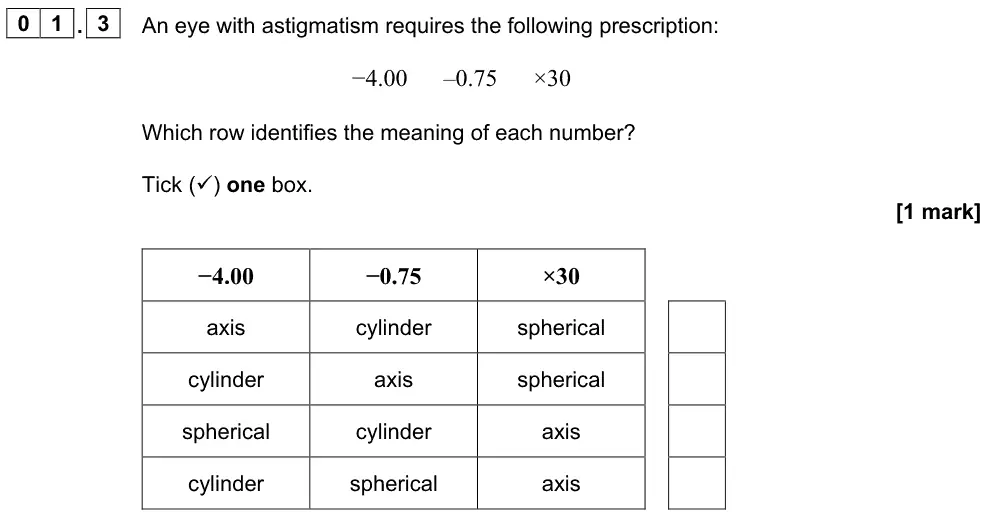 0 1 . 3 An eye with astigmatism requires the following prescription:
−4.00 –0.75 ×30
Which row identifies the meaning of each number?
Tick (✓) one box.
[1 mark]
−4.00 −0.75 ×30
axis cylinder spherical
cylinder axis spherical
spherical cylinder axis
cylinder spherical axis